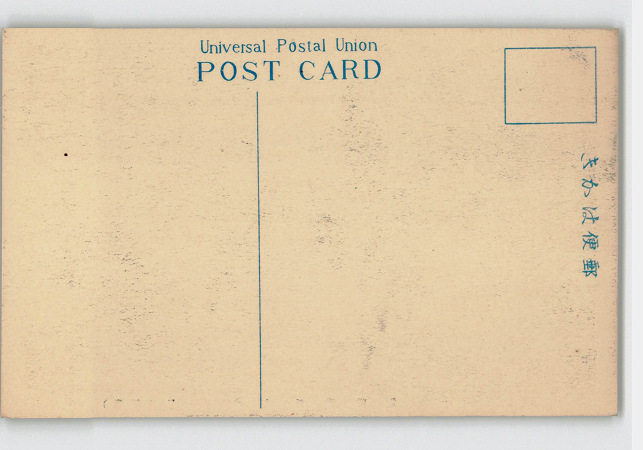 Universal Postal Union
POST CARD
きかは便郵